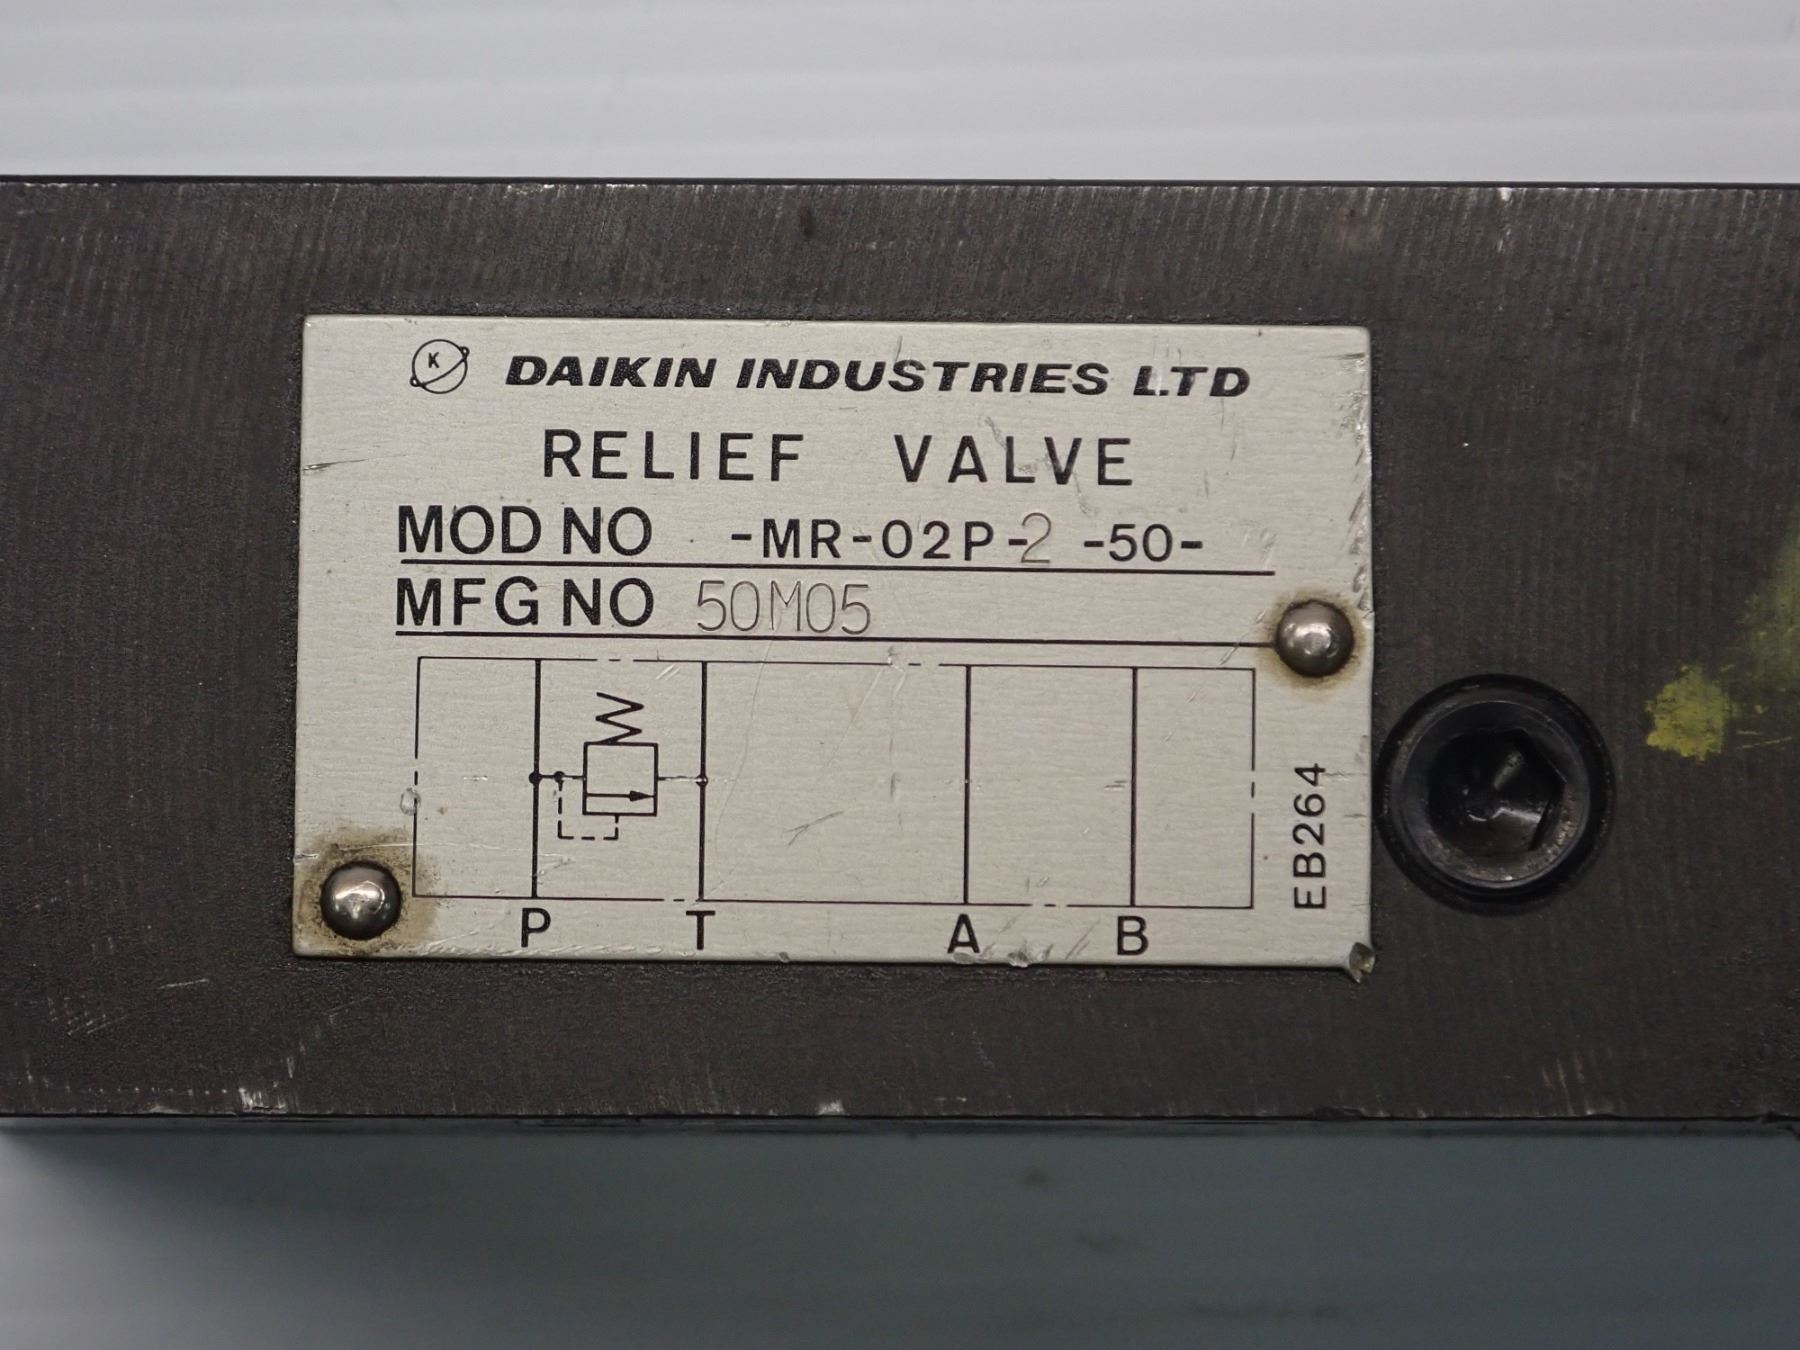 K DAIKIN INDUSTRIES LTD
RELIEF VALVE
MOD NO -MR-02P-2 -50-
MFG NO 50M05
P T A B
EB264